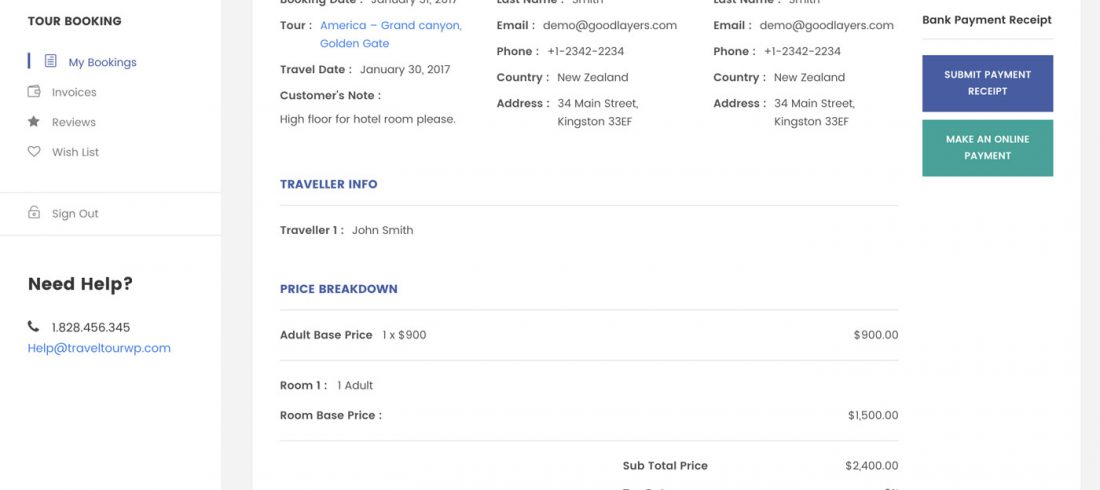 TOUR BOOKING
My Bookings
Invoices
Reviews
Wish List
Sign Out
Need Help?
1.828.456.345
Help@traveltourwp.com
Booking Date : January 31, 2017
Tour : America – Grand canyon,
Golden Gate
Travel Date : January 30, 2017
Customer's Note :
High floor for hotel room please.
Last Name : Smith
Email : demo@goodlayers.com
Phone : +1-2342-2234
Country : New Zealand
Address : 34 Main Street,
Kingston 33EF
Last Name : Smith
Email : demo@goodlayers.com
Phone : +1-2342-2234
Country : New Zealand
Address : 34 Main Street,
Kingston 33EF
TRAVELLER INFO
Traveller 1 : John Smith
PRICE BREAKDOWN
Adult Base Price 1 x $900 $900.00
Room 1 : 1 Adult
Room Base Price : $1,500.00
Sub Total Price $2,400.00
Bank Payment Receipt
SUBMIT PAYMENT
RECEIPT
MAKE AN ONLINE
PAYMENT